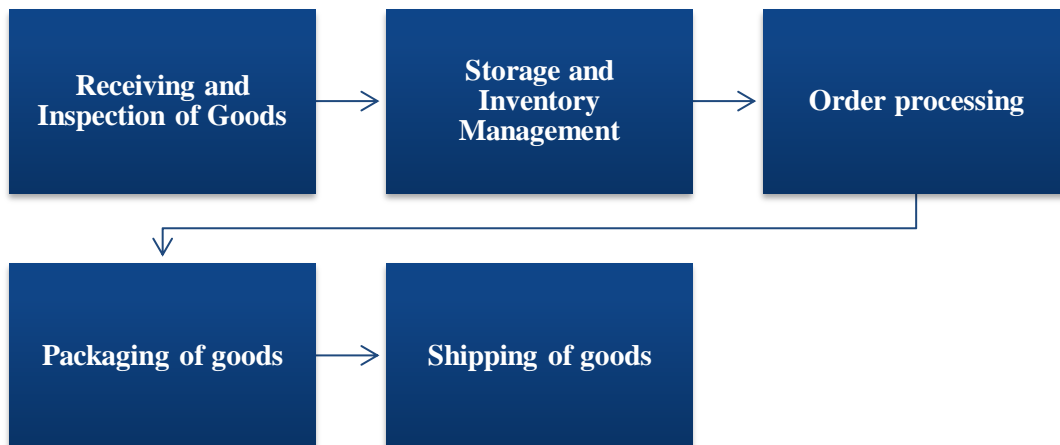 Receiving and
Inspection of Goods
Storage and
Inventory
Management
Order processing
Packaging of goods
Shipping of goods